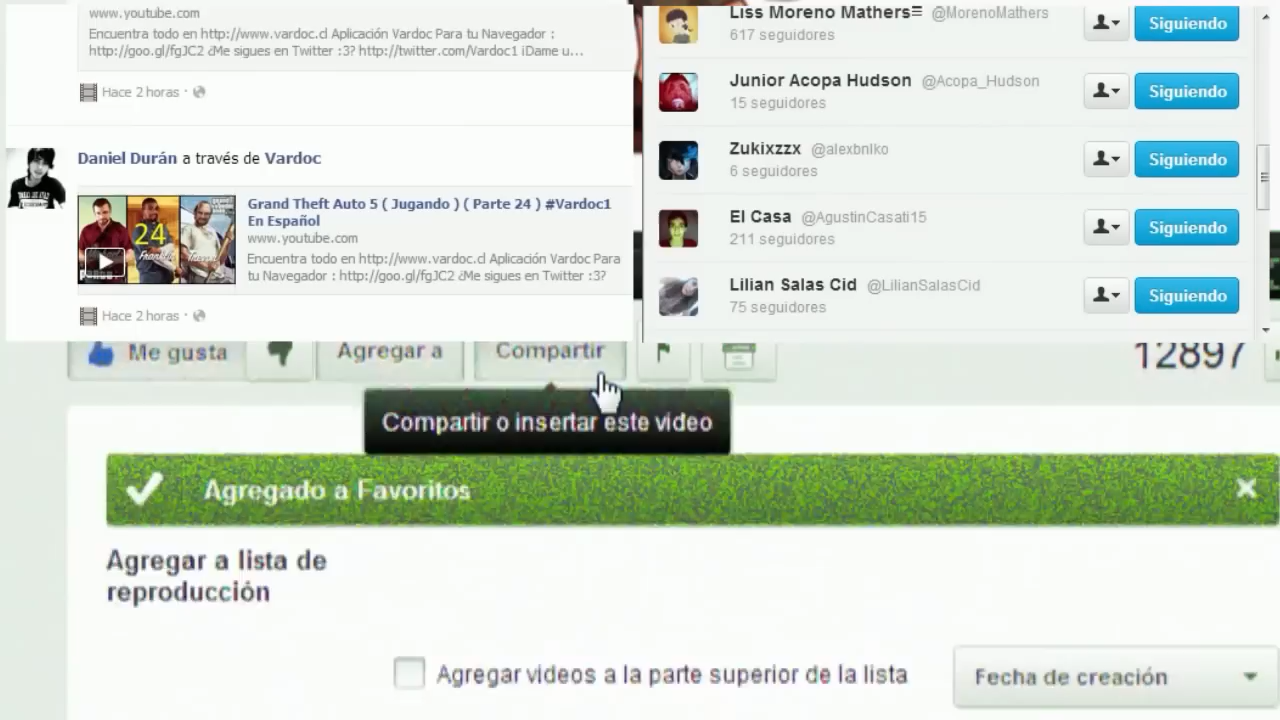 www.youtube.com
Encuentra todo en http://www.vardoc.cl Aplicación Vardoc Para tu Navegador :
http://goo.gl/fgJC2 ¿Me sigues en Twitter :3? http://twitter.com/Vardoc1 ¡Dame u...
Hace 2 horas ·
Daniel Durán a través de Vardoc
24
Grand Theft Auto 5 ( Jugando ) ( Parte 24 ) #Vardoc1
En Español
www.youtube.com
Encuentra todo en http://www.vardoc.cl Aplicación Vardoc Para
tu Navegador : http://goo.gl/fgJC2 ¿Me sigues en Twitter :3?
Hace 2 horas ·
Liss Moreno Mathers≡ @MorenoMathers
617 seguidores
Siguiendo
Junior Acopa Hudson @Acopa_Hudson
15 seguidores
Siguiendo
Zukixzzx @alexbnlko
6 seguidores
Siguiendo
El Casa @AgustinCasati15
211 seguidores
Siguiendo
Lilian Salas Cid @LilianSalasCid
75 seguidores
Siguiendo
Me gusta
Agregar a
Compartir
12897
Compartir o insertar este video
Agregado a Favoritos
Agregar a lista de
reproducción
Agregar videos a la parte superior de la lista
Fecha de creación